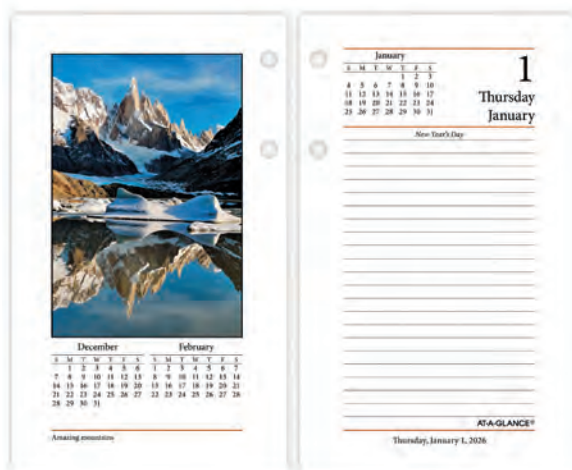 December
S M T W T F S
1 2 3 4 5 6
7 8 9 10 11 12 13
14 15 16 17 18 19 20
21 22 23 24 25 26 27
28 29 30 31
February
S M T W T F S
1 2 3 4 5 6 7
8 9 10 11 12 13 14
15 16 17 18 19 20 21
22 23 24 25 26 27 28
Amazing mountains
January
S M T W T F S
1 2 3
4 5 6 7 8 9 10
11 12 13 14 15 16 17
18 19 20 21 22 23 24
25 26 27 28 29 30 31
1
Thursday
January
New Year's Day
AT-A-GLANCE®
Thursday, January 1, 2026